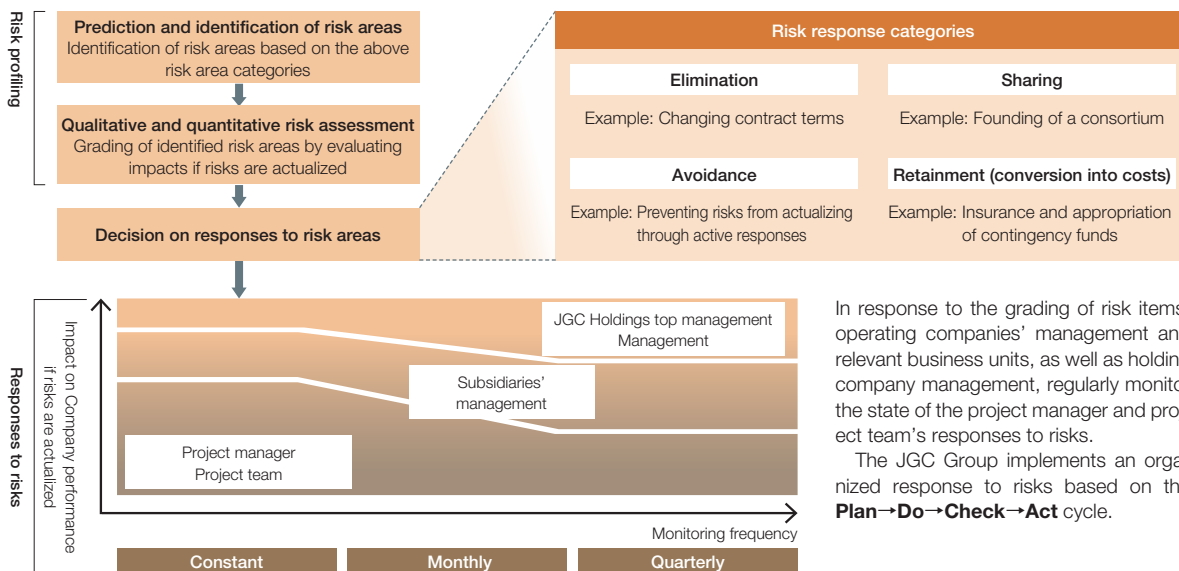 Risk profiling
Prediction and identification of risk areas
Identification of risk areas based on the above
risk area categories
Qualitative and quantitative risk assessment
Grading of identified risk areas by evaluating
impacts if risks are actualized
Decision on responses to risk areas
Risk response categories
Elimination
Example: Changing contract terms
Sharing
Example: Founding of a consortium
Avoidance
Example: Preventing risks from actualizing
through active responses
Retainment (conversion into costs)
Example: Insurance and appropriation
of contingency funds
Responses to risks
Impact on Company performance
if risks are actualized
JGC Holdings top management
Management
Subsidiaries’
management
Project manager
Project team
Monitoring frequency
Constant
Monthly
Quarterly
In response to the grading of risk items
operating companies’ management an
relevant business units, as well as holdin
company management, regularly monito
the state of the project manager and pro
ect team’s responses to risks.
The JGC Group implements an orga
nized response to risks based on th
Plan→Do→Check→Act cycle.